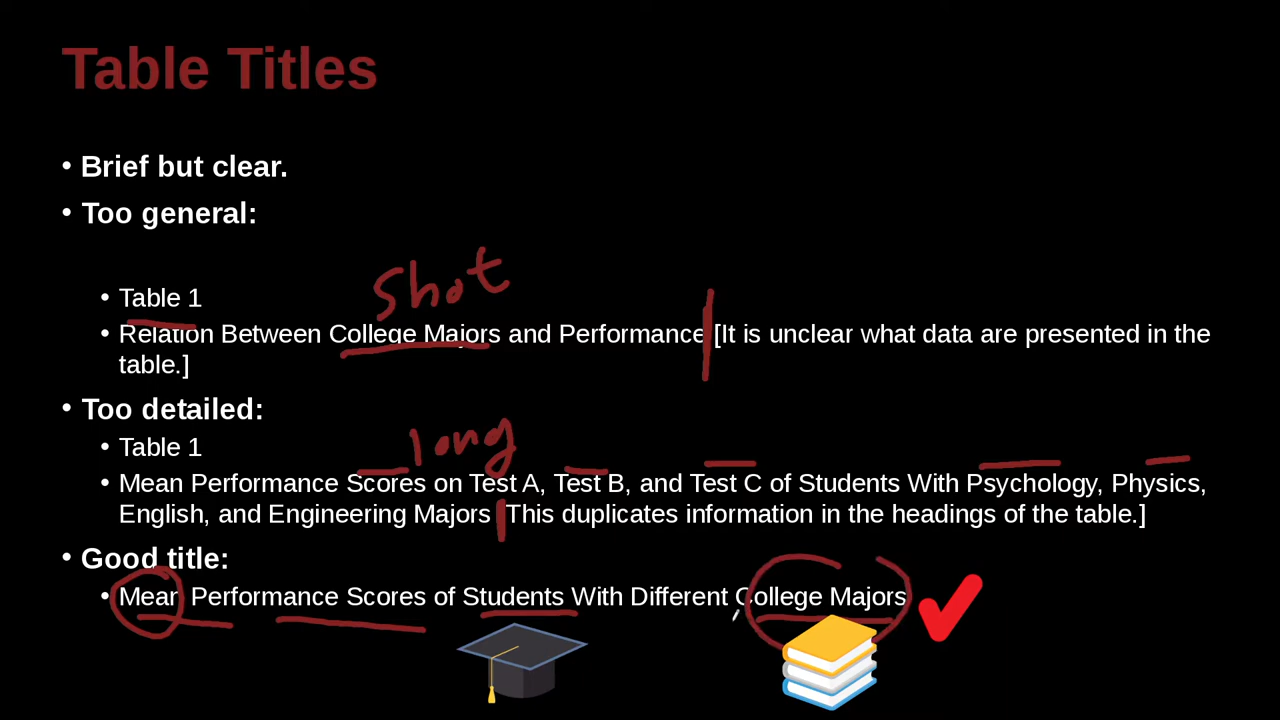 Table Titles
• Brief but clear.
• Too general:
Shot
• Table 1
• Relation Between College Majors and Performance [It is unclear what data are presented in the
table.]
• Too detailed:
long
• Table 1
• Mean Performance Scores on Test A, Test B, and Test C of Students With Psychology, Physics,
English, and Engineering Majors [This duplicates information in the headings of the table.]
• Good title:
• Mean Performance Scores of Students With Different College Majors